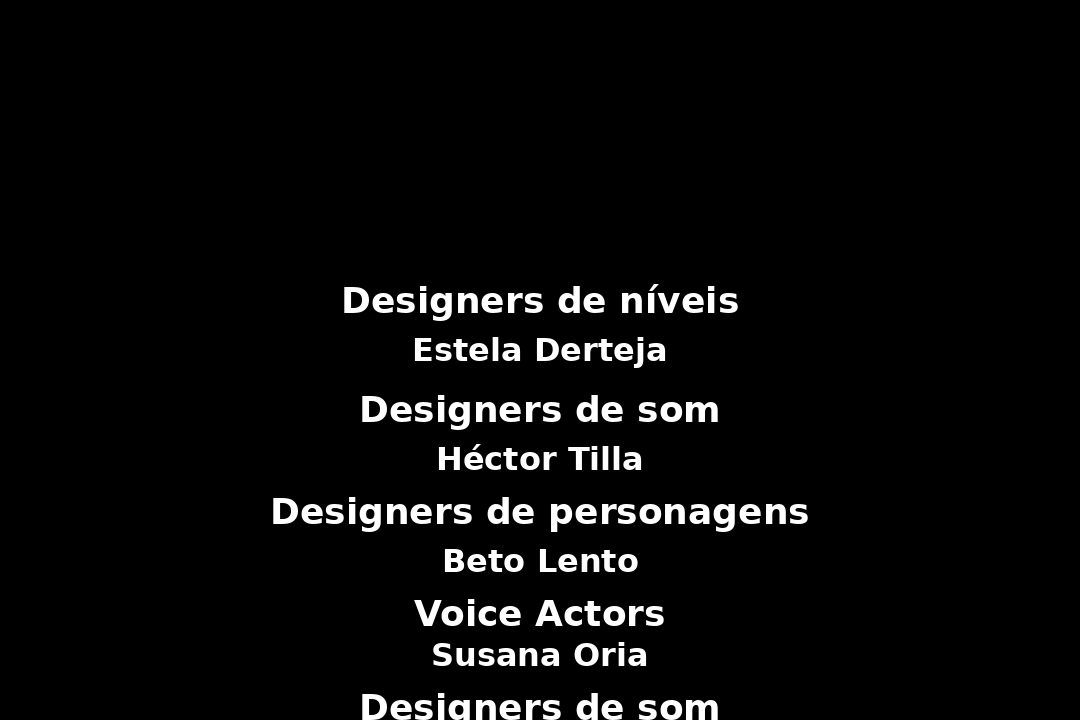 Designers de níveis
Estela Derteja
Designers de som
Héctor Tilla
Designers de personagens
Beto Lento
Voice Actors
Susana Oria
Designers de som